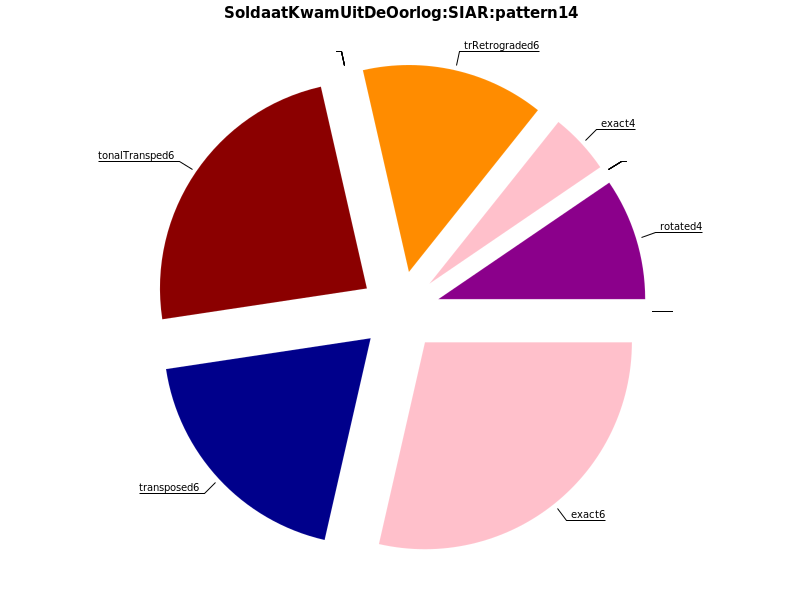 SoldaatKwamUitDeOorlog:SIAR:pattern14
trRetrograded6
exact4
tonalTransped6
rotated4
transposed6
exact6